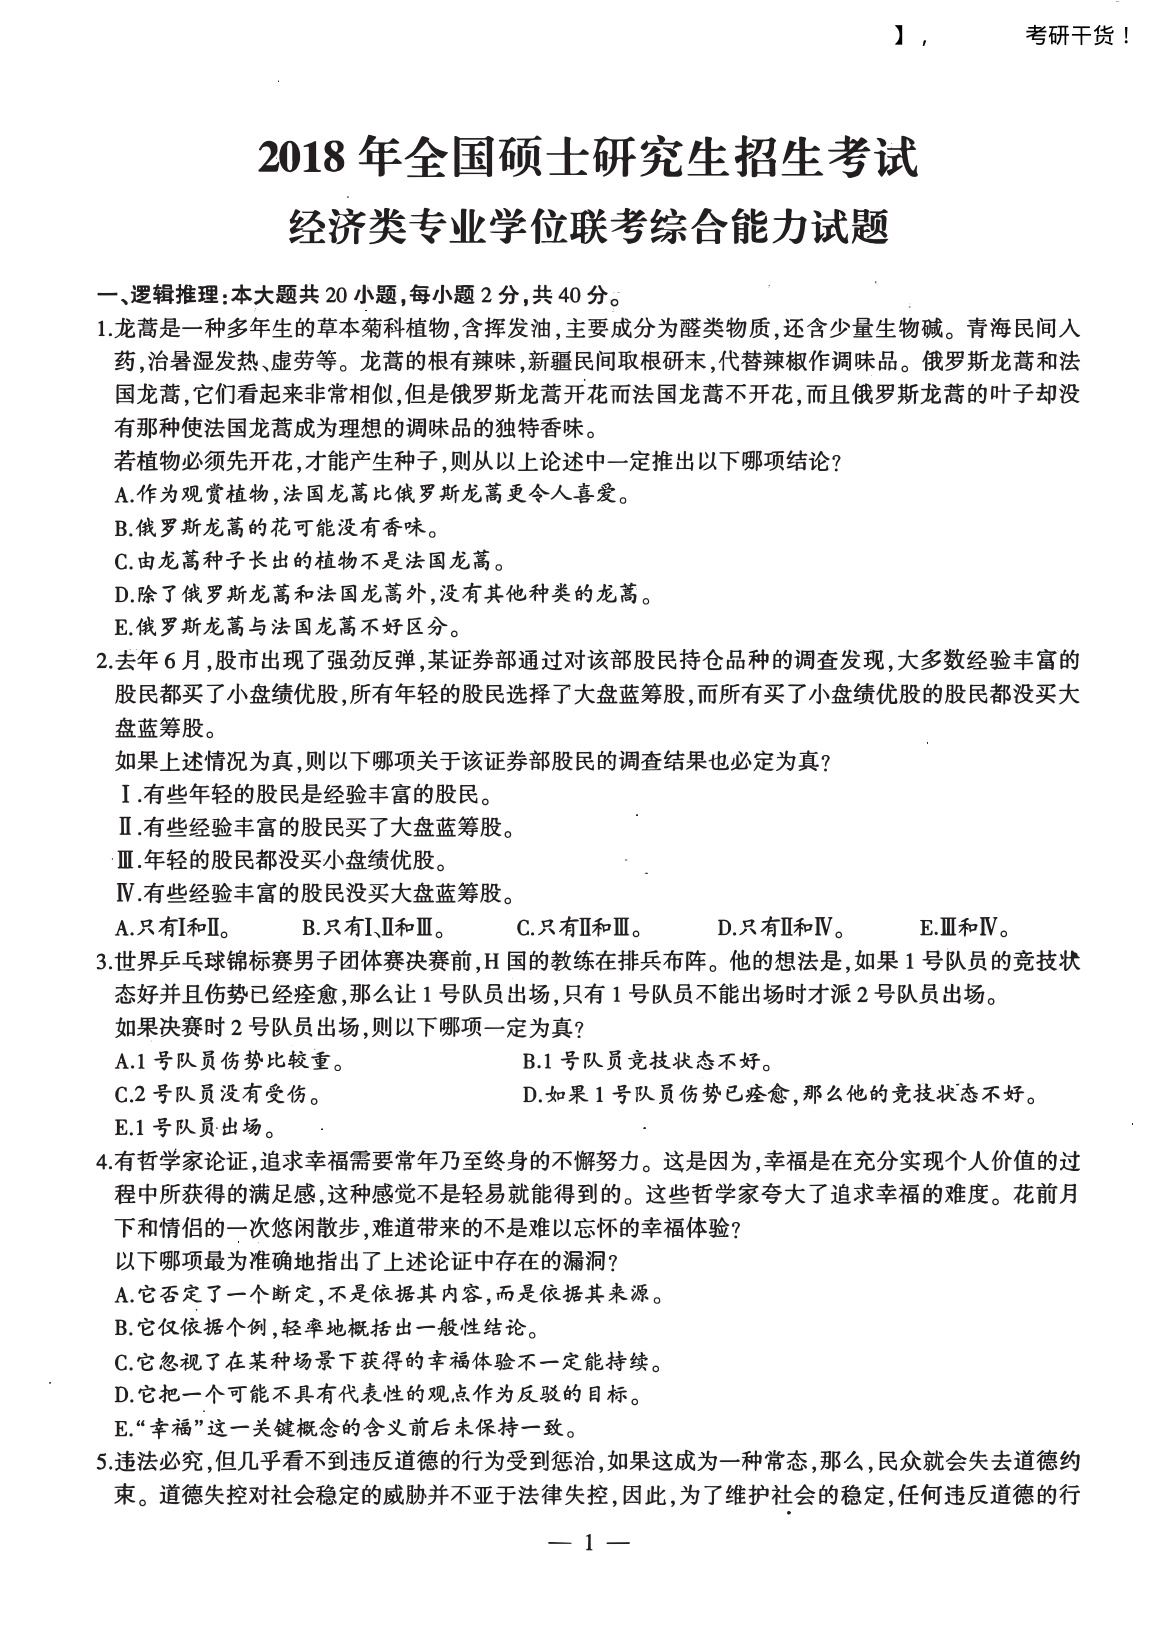 】， 考研干货！
2018 年全国硕士研究生招生考试
经济类专业学位联考综合能力试题
一、逻辑推理:本大题共 20 小题,每小题 2 分,共 40 分。
1.龙蒿是一种多年生的草本菊科植物,含挥发油,主要成分为醛类物质,还含少量生物碱。青海民间入
药,治暑湿发热、虚劳等。龙蒿的根有辣味,新疆民间取根研末,代替辣椒作调味品。俄罗斯龙蒿和法
国龙蒿,它们看起来非常相似,但是俄罗斯龙蒿开花而法国龙蒿不开花,而且俄罗斯龙蒿的叶子却没
有那种使法国龙蒿成为理想的调味品的独特香味。
若植物必须先开花,才能产生种子,则从以上论述中一定推出以下哪项结论?
A.作为观赏植物,法国龙蒿比俄罗斯龙蒿更令人喜爱。
B.俄罗斯龙蒿的花可能没有香味。
C.由龙蒿种子长出的植物不是法国龙蒿。
D.除了俄罗斯龙蒿和法国龙蒿外,没有其他种类的龙蒿。
E.俄罗斯龙蒿与法国龙蒿不好区分。
2.去年 6 月,股市出现了强劲反弹,某证券部通过对该部股民持仓品种的调查发现,大多数经验丰富的
股民都买了小盘绩优股,所有年轻的股民选择了大盘蓝筹股,而所有买了小盘绩优股的股民都没买大
盘蓝筹股。
如果上述情况为真,则以下哪项关于该证券部股民的调查结果也必定为真?
Ⅰ.有些年轻的股民是经验丰富的股民。
Ⅱ.有些经验丰富的股民买了大盘蓝筹股。
Ⅲ.年轻的股民都没买小盘绩优股。
Ⅳ.有些经验丰富的股民没买大盘蓝筹股。
A.只有Ⅰ和Ⅱ。 B.只有Ⅰ、Ⅱ和Ⅲ。 C.只有Ⅱ和Ⅲ。 D.只有Ⅱ和Ⅳ。 E.Ⅲ和Ⅳ。
3.世界乒乓球锦标赛男子团体赛决赛前,H 国的教练在排兵布阵。他的想法是,如果 1 号队员的竞技状
态好并且伤势已经痊愈,那么让 1 号队员出场,只有 1 号队员不能出场时才派 2 号队员出场。
如果决赛时 2 号队员出场,则以下哪项一定为真?
A.1 号队员伤势比较重。 B.1 号队员竞技状态不好。
C.2 号队员没有受伤。 D.如果 1 号队员伤势已痊愈,那么他的竞技状态不好。
E.1 号队员出场。
4.有哲学家论证,追求幸福需要常年乃至终身的不懈努力。这是因为,幸福是在充分实现个人价值的过
程中所获得的满足感,这种感觉不是轻易就能得到的。这些哲学家夸大了追求幸福的难度。花前月
下和情侣的一次悠闲散步,难道带来的不是难以忘怀的幸福体验?
以下哪项最为准确地指出了上述论证中存在的漏洞?
A.它否定了一个断定,不是依据其内容,而是依据其来源。
B.它仅依据个例,轻率地概括出一般性结论。
C.它忽视了在某种场景下获得的幸福体验不一定能持续。
D.它把一个可能不具有代表性的观点作为反驳的目标。
E.“幸福”这一关键概念的含义前后未保持一致。
5.违法必究,但几乎看不到违反道德的行为受到惩治,如果这成为一种常态,那么,民众就会失去道德约
束。道德失控对社会稳定的威胁并不亚于法律失控,因此,为了维护社会的稳定,任何违反道德的行
— 1 —